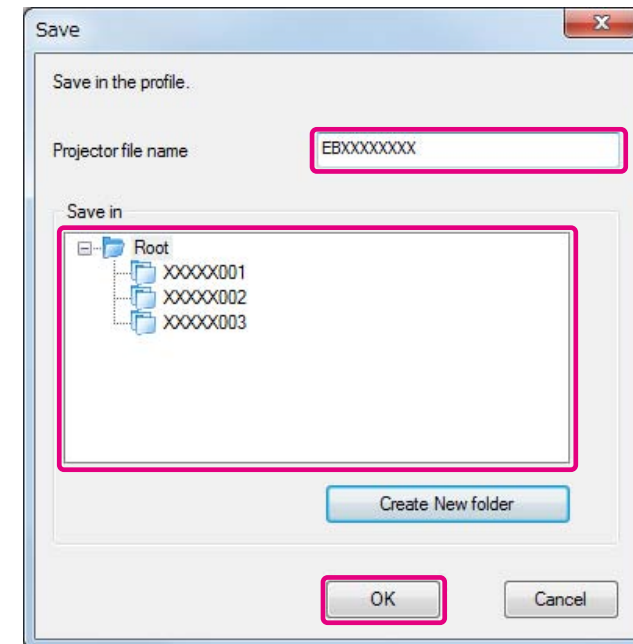 Save
Save in the profile.
Projector file name
EBXXXXXXXX
Save in
Root
XXXXX001
XXXXX002
XXXXX003
Create New folder
OK
Cancel